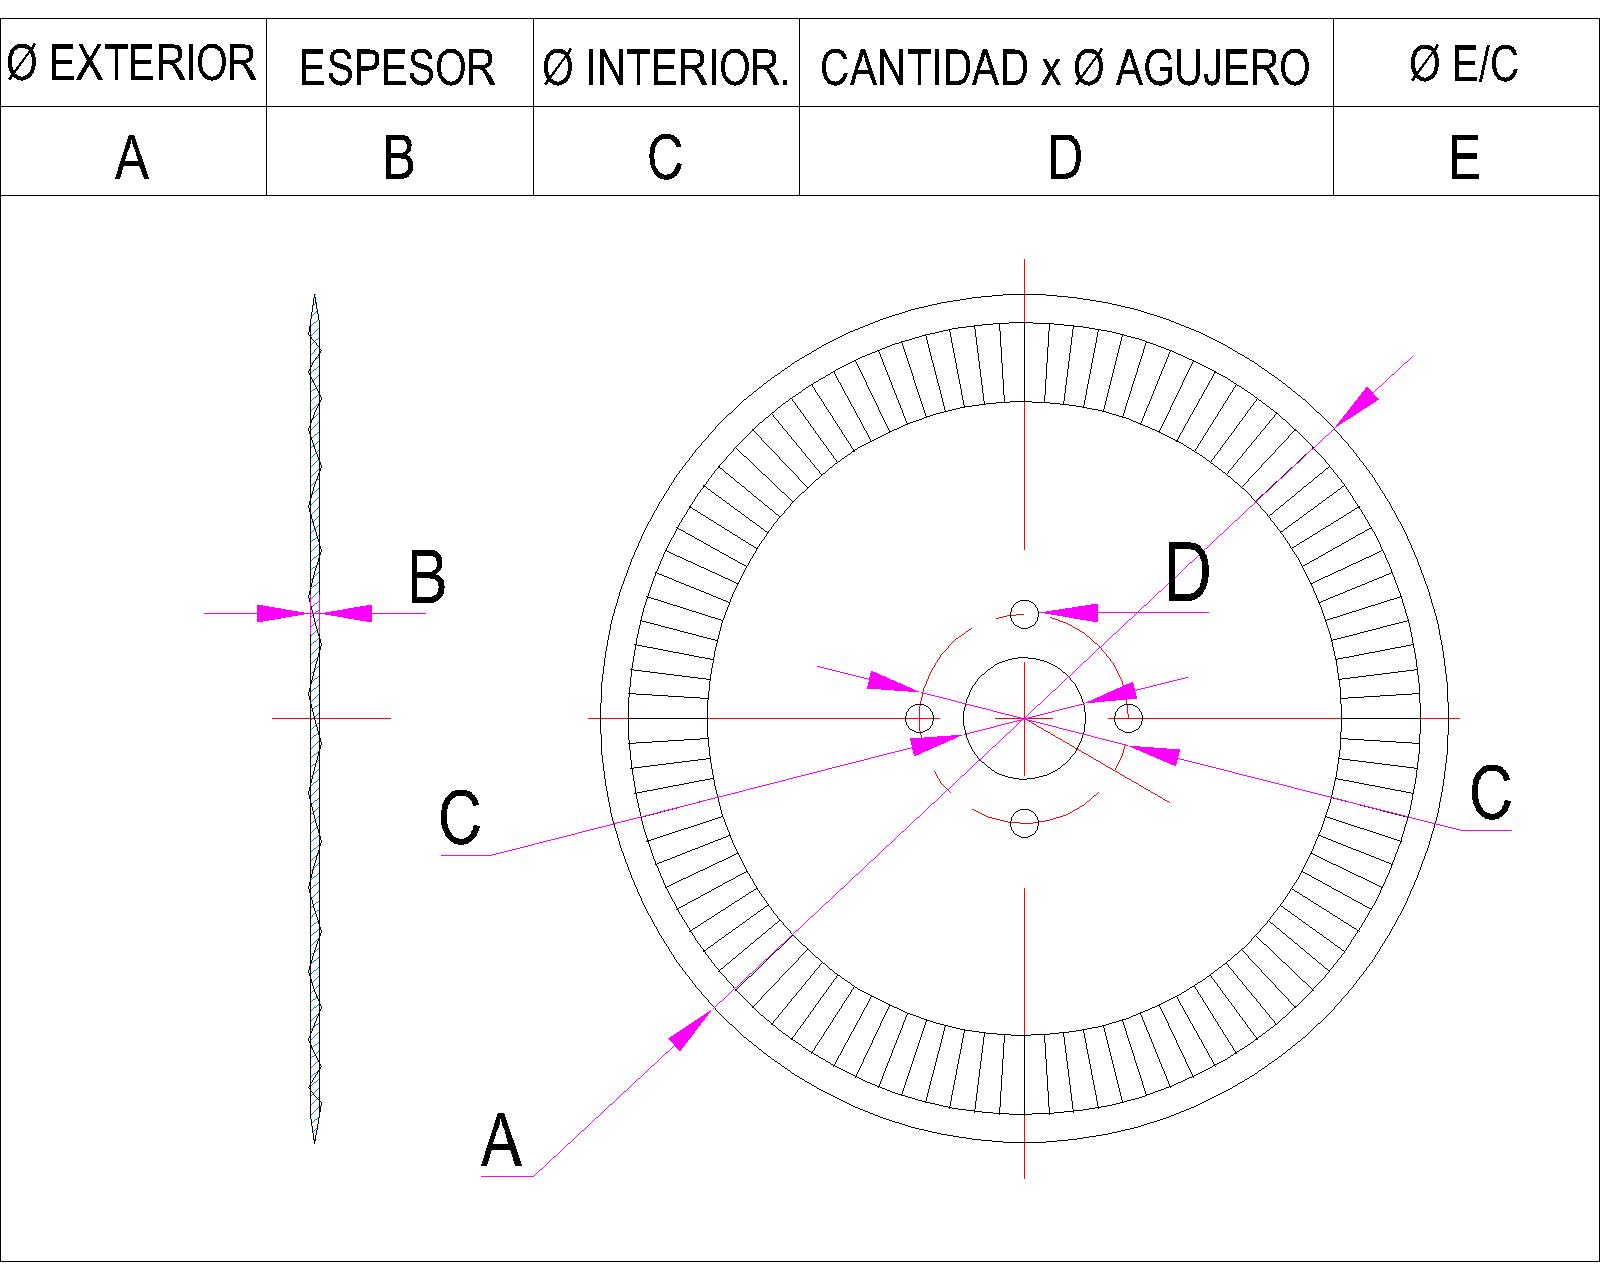 Ø EXTERIOR ESPESOR Ø INTERIOR. CANTIDAD x Ø AGUJERO Ø E/C
A B C D E
B
D
C
C
A